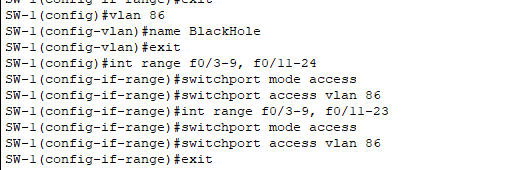 SW-1(config-if-range)#exit
SW-1(config)#vlan 86
SW-1(config-vlan)#name BlackHole
SW-1(config-vlan)#exit
SW-1(config)#int range f0/3-9, f0/11-24
SW-1(config-if-range)#switchport mode access
SW-1(config-if-range)#switchport access vlan 86
SW-1(config-if-range)#int range f0/3-9, f0/11-23
SW-1(config-if-range)#switchport mode access
SW-1(config-if-range)#switchport access vlan 86
SW-1(config-if-range)#exit